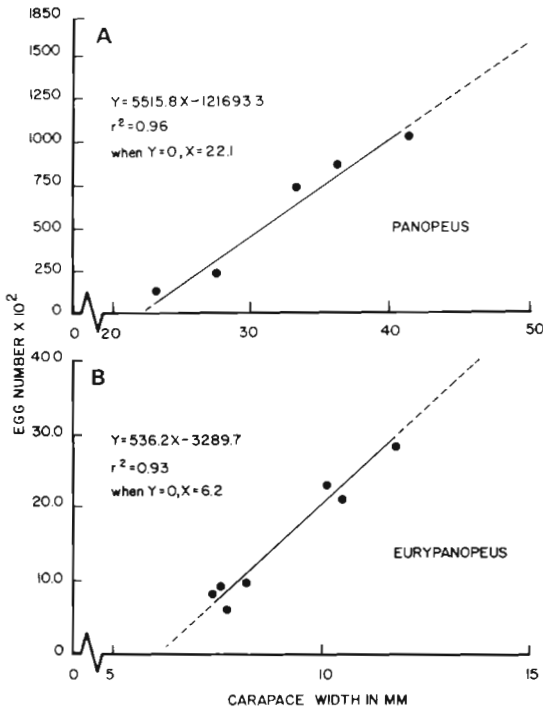 A
1850
1500
1250
1000
750
500
250
0
Y=5515.8X-121693.3
r²=0.96
when Y=0, X=22.1
PANOPEUS
0 20 30 40 50
EGG NUMBER X 10²
B
40.0
30.0
20.0
10.0
0
Y=536.2X-3289.7
r²=0.93
when Y=0,X=6.2
EURYPANOPEUS
0 5 10 15
CARAPACE WIDTH IN MM